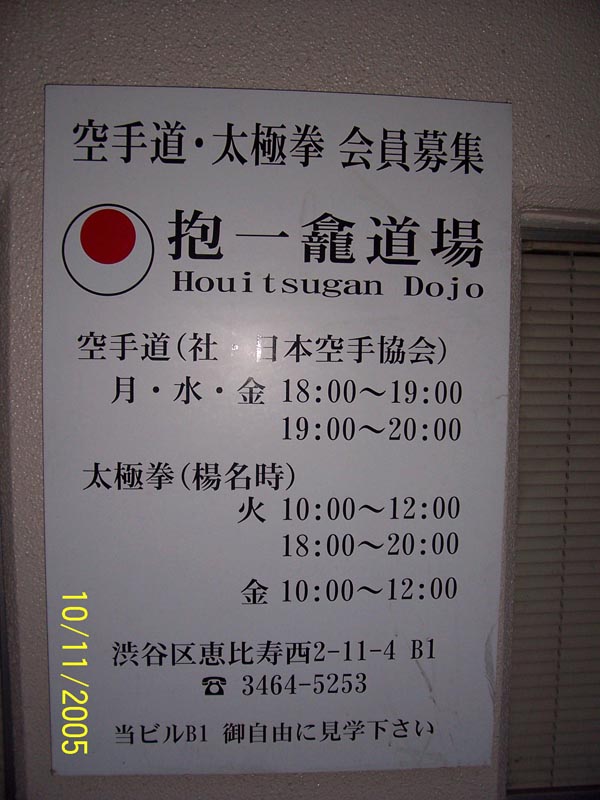 空手道・太極拳 会員募集
抱一龕道場
Houitsugan Dojo
空手道(社・日本空手協会)
月・水・金 18:00～19:00
19:00～20:00
太極拳(楊名時)
火 10:00～12:00
18:00～20:00
金 10:00～12:00
渋谷区恵比寿西2-11-4 B1
☎ 3464-5253
当ビルB1 御自由に見学下さい
10/11/2005